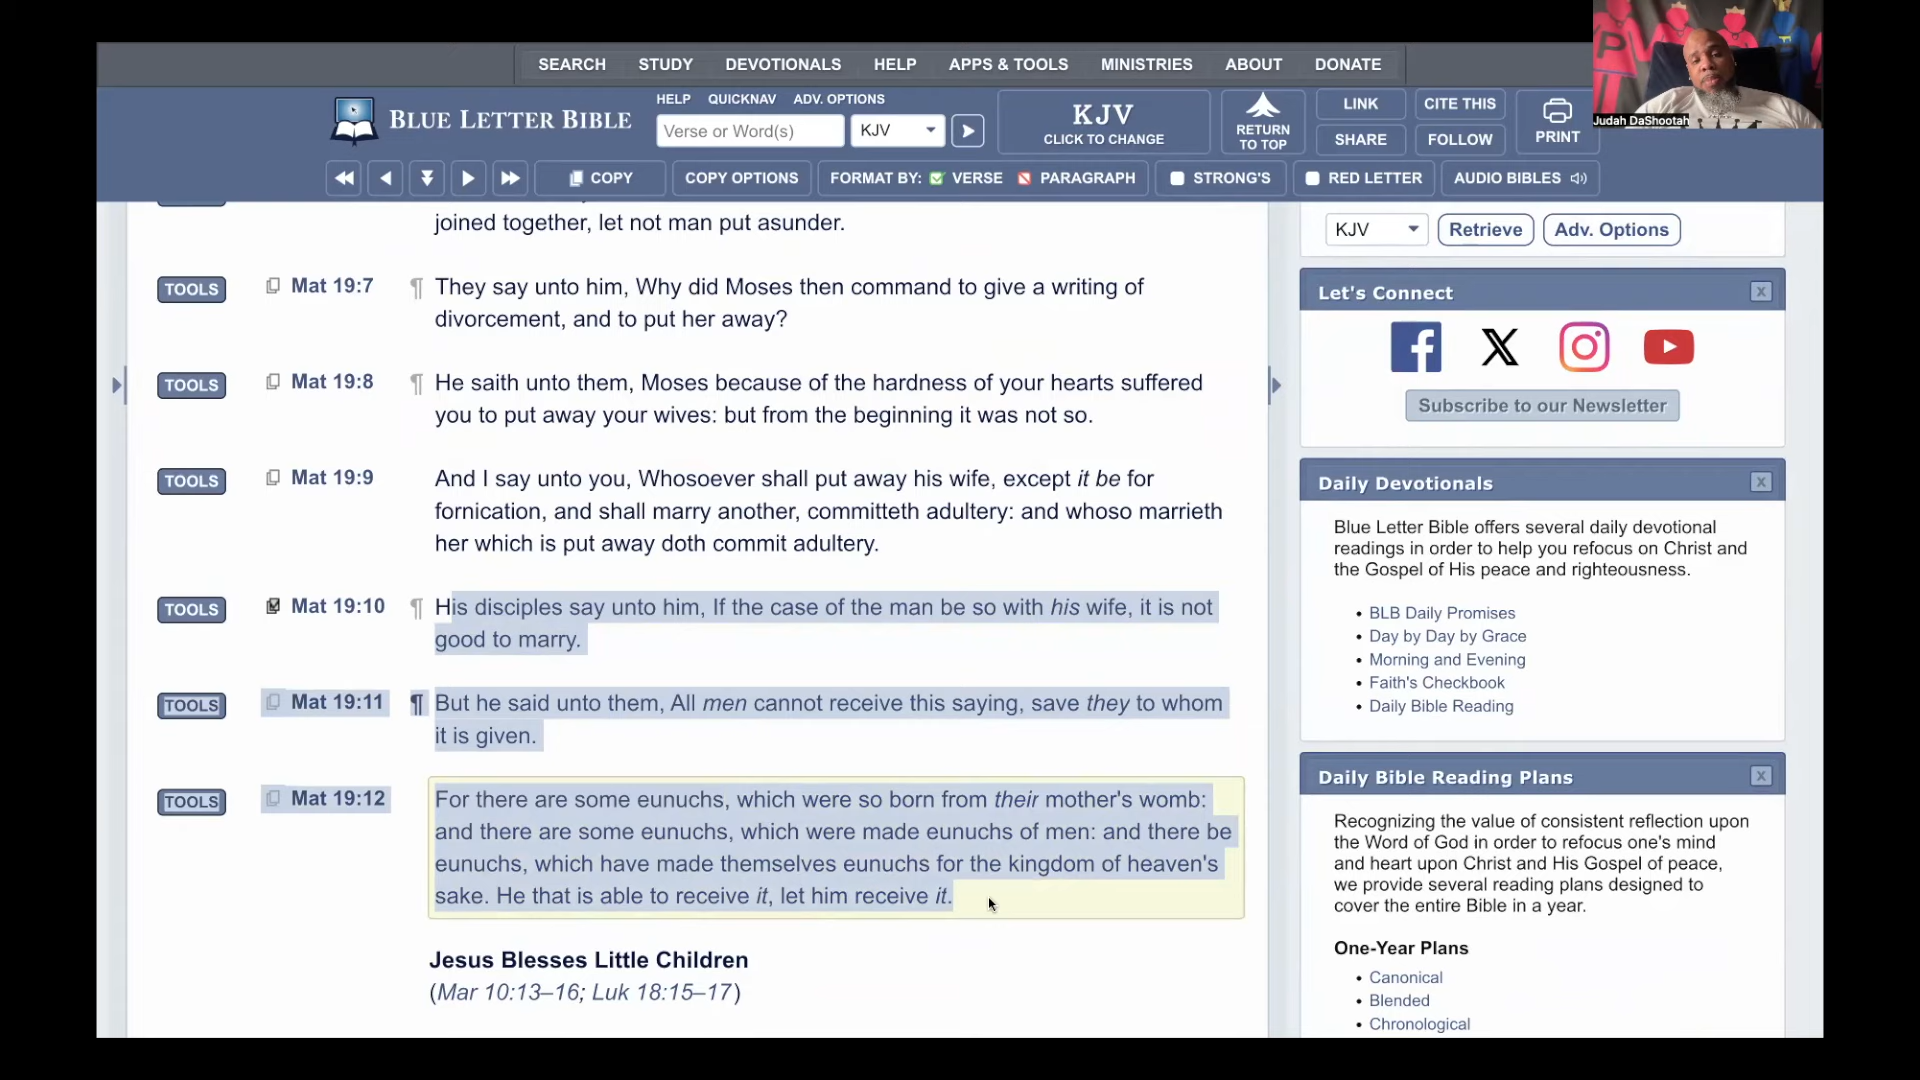 SEARCH STUDY DEVOTIONALS HELP APPS & TOOLS MINISTRIES ABOUT DONATE
Judah DaShootah
BLUE LETTER BIBLE
HELP QUICKNAV ADV. OPTIONS
Verse or Word(s) KJV
KJV
CLICK TO CHANGE
RETURN
TO TOP
LINK CITE THIS
SHARE FOLLOW
PRINT
COPY COPY OPTIONS FORMAT BY: VERSE PARAGRAPH STRONG'S RED LETTER AUDIO BIBLES
joined together, let not man put asunder.
TOOLS Mat 19:7 ¶ They say unto him, Why did Moses then command to give a writing of
divorcement, and to put her away?
TOOLS Mat 19:8 ¶ He saith unto them, Moses because of the hardness of your hearts suffered
you to put away your wives: but from the beginning it was not so.
TOOLS Mat 19:9 And I say unto you, Whosoever shall put away his wife, except it be for
fornication, and shall marry another, committeth adultery: and whoso marrieth
her which is put away doth commit adultery.
TOOLS Mat 19:10 ¶ His disciples say unto him, If the case of the man be so with his wife, it is not
good to marry.
TOOLS Mat 19:11 ¶ But he said unto them, All men cannot receive this saying, save they to whom
it is given.
TOOLS Mat 19:12 For there are some eunuchs, which were so born from their mother's womb:
and there are some eunuchs, which were made eunuchs of men: and there be
eunuchs, which have made themselves eunuchs for the kingdom of heaven's
sake. He that is able to receive it, let him receive it.
Jesus Blesses Little Children
(Mar 10:13–16; Luk 18:15–17)
KJV Retrieve Adv. Options
Let's Connect X
Subscribe to our Newsletter
Daily Devotionals X
Blue Letter Bible offers several daily devotional
readings in order to help you refocus on Christ and
the Gospel of His peace and righteousness.
• BLB Daily Promises
• Day by Day by Grace
• Morning and Evening
• Faith's Checkbook
• Daily Bible Reading
Daily Bible Reading Plans X
Recognizing the value of consistent reflection upon
the Word of God in order to refocus one's mind
and heart upon Christ and His Gospel of peace,
we provide several reading plans designed to
cover the entire Bible in a year.
One-Year Plans
• Canonical
• Blended
• Chronological